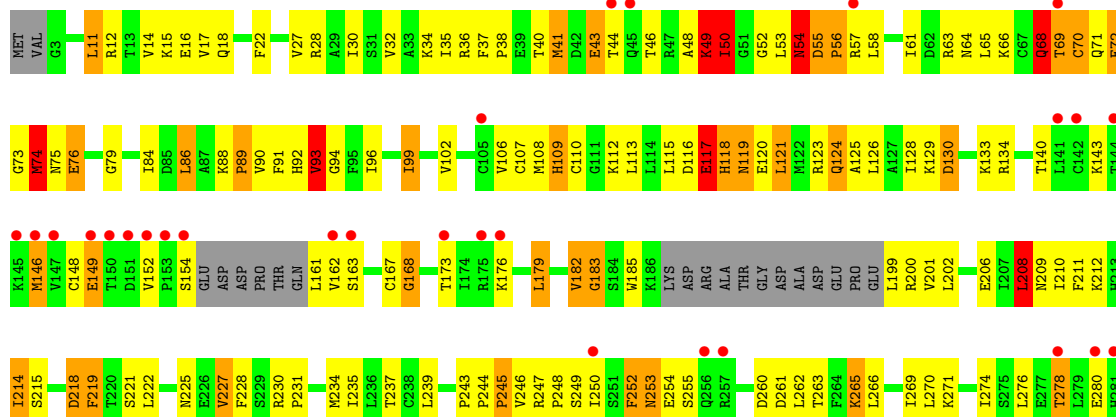 MET VAL G3 L11 R12 T13 V14 K15 E16 V17 Q18 F22 V27 R28 A29 I30 S31 V32 A33 K34 I35 R36 F37 P38 E39 T40 M41 D42 E43 T44 Q45 T46 R47 A48 K49 I50 G51 G52 L53 N54 D55 P56 R57 L58 I61 D62 R63 N64 L65 K66 C67 Q68 T69 C70 Q71
G73 M74 N75 E76 G79 I84 D85 L86 A87 K88 P89 V90 F91 H92 V93 G94 F95 I96 I99 V102 C105 V106 C107 M108 H109 C110 G111 K112 L113 L114 L115 D116 E117 H118 N119 E120 L121 M122 R123 Q124 A125 L126 A127 I128 K129 D130 K133 R134 T140 L141 C142 K143
K145 M146 V147 C148 E149 T150 D151 V152 P153 S154 GLU ASP ASP PRO THR GLN L161 V162 S163 C167 G168 T173 I174 R175 K176 L179 V182 G183 S184 W185 K186 LYS ASP ARG ALA THR GLY ASP ALA ASP GLU PRO GLU L199 R200 V201 L202 E206 I207 L208 N209 I210 F211 K212 H213
I214 S215 D218 F219 T220 S221 L222 N225 E226 V227 F228 S229 R230 P231 M234 I235 L236 T237 C238 L239 P243 P244 P245 V246 R247 P248 S249 I250 S251 F252 N253 E254 S255 Q256 R257 D260 D261 L262 T263 F264 K265 L266 I269 L270 K271 I274 S275 L276 E277 T278 L279 E280